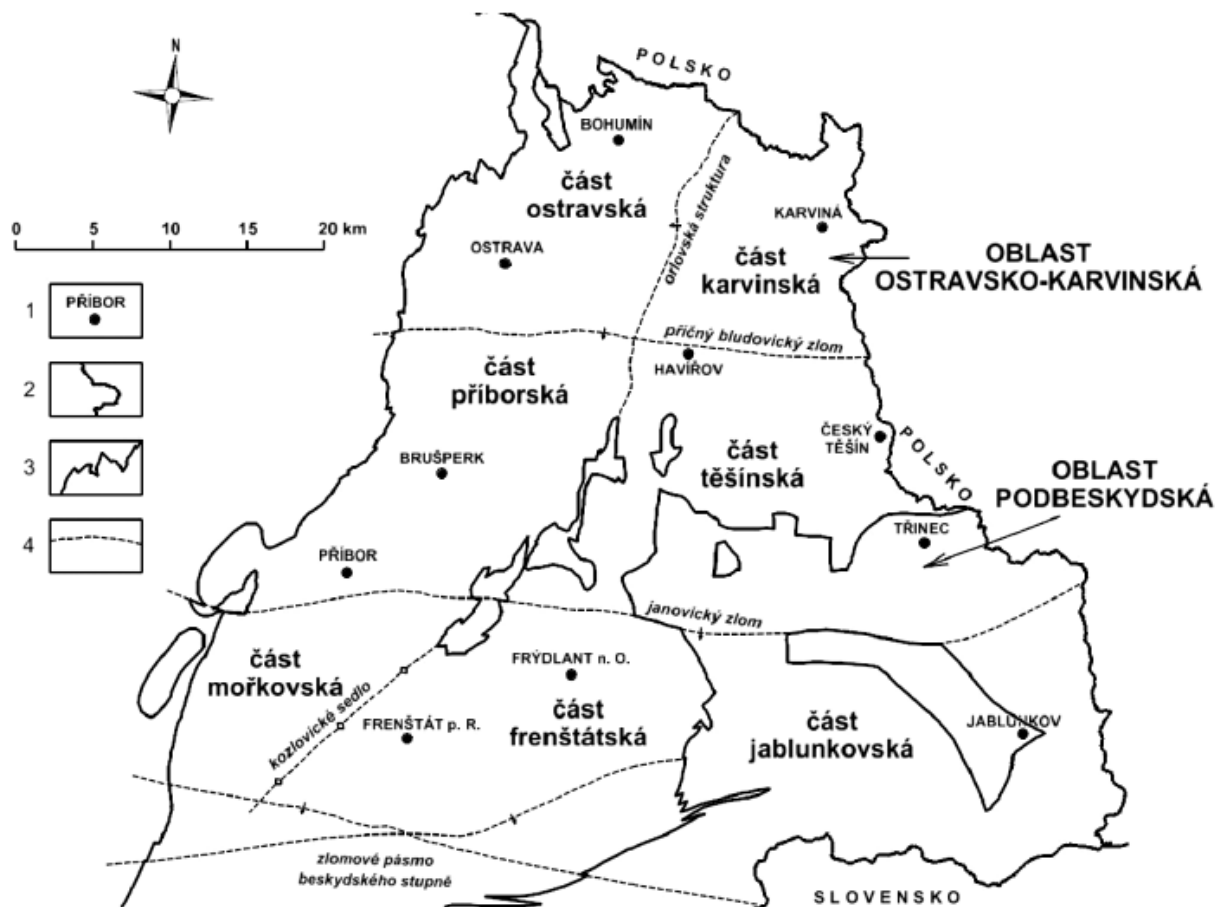 N
POLSKO
BOHUMÍN
část
ostravská
orlovská struktura
KARVINÁ
0 5 10 15 20 km
OSTRAVA
část
karvinská
OBLAST
OSTRAVSKO-KARVINSKÁ
1 PŘÍBOR
příčný bludovický zlom
HAVÍŘOV
část
příborská
2
ČESKÝ
TĚŠÍN
POLSKO
BRUŠPERK
část
těšínská
OBLAST
PODBESKYDSKÁ
3
TŘINEC
4
PŘÍBOR
janovický zlom
část
mořkovská
FRÝDLANT n. O.
kozlovické sedlo
FRENŠTÁT p. R.
část
frenštátská
část
jablunkovská
JABLUNKOV
zlomové pásmo
beskydského stupně
SLOVENSKO